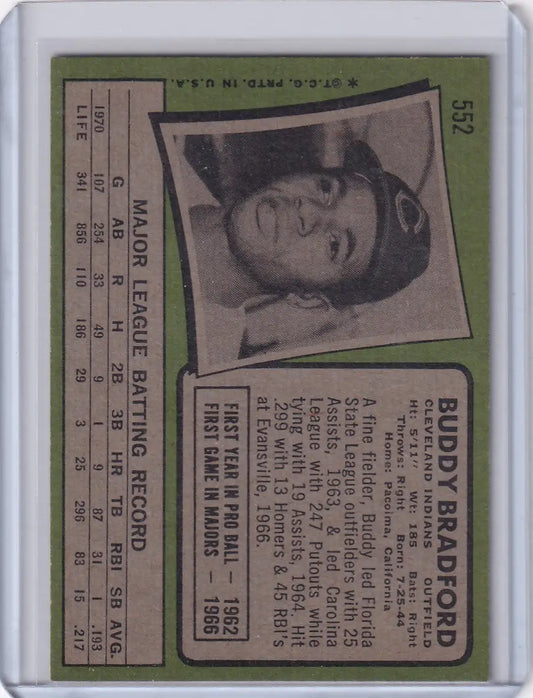 552
BUDDY BRADFORD
CLEVELAND INDIANS OUTFIELD
Ht: 5'11" Wt: 185 Bats: Right
Throws: Right Born: 7-25-44
Home: Pacoima, California
A fine fielder, Buddy led Florida
State League outfielders with 25
Assists, 1963, & led Carolina
League with 247 Putouts while
tying with 19 Assists, 1964. Hit
.299 with 13 Homers & 45 RBI's
at Evansville, 1966.
FIRST YEAR IN PRO BALL — 1962
FIRST GAME IN MAJORS — 1966
MAJOR LEAGUE BATTING RECORD
G AB R H 2B 3B HR TB RBI SB AVG.
1970 107 254 33 49 9 1 9 87 31 1 .193
LIFE 341 856 110 186 29 3 25 296 83 15 .217
*©T.C.G. PRTD. IN U.S.A.
C